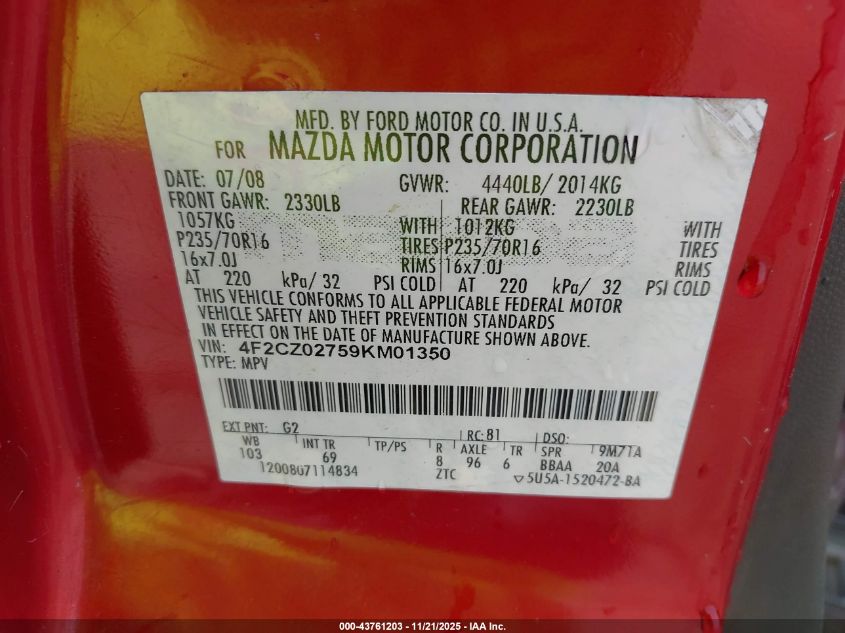 MFD. BY FORD MOTOR CO. IN U.S.A.
FOR MAZDA MOTOR CORPORATION
DATE: 07/08 GVWR: 4440LB/ 2014KG
FRONT GAWR: 2330LB REAR GAWR: 2230LB
1057KG WITH 1012KG WITH
P235/70R16 TIRES P235/70R16 TIRES
16x7.0J RIMS 16x7.0J RIMS
AT 220 kPa/ 32 PSI COLD AT 220 kPa/ 32 PSI COLD
THIS VEHICLE CONFORMS TO ALL APPLICABLE FEDERAL MOTOR
VEHICLE SAFETY AND THEFT PREVENTION STANDARDS
IN EFFECT ON THE DATE OF MANUFACTURE SHOWN ABOVE.
VIN: 4F2CZ02759KM01350
TYPE: MPV
EXT PNT: G2 RC: 81 DSO:
WB INT TR TP/PS R AXLE TR SPR 9M71A
103 69 8 96 6 BBAA 20A
1200807114834 ZTC 5U5A-1520472-BA
000-43761203 - 11/21/2025 - IAA Inc.